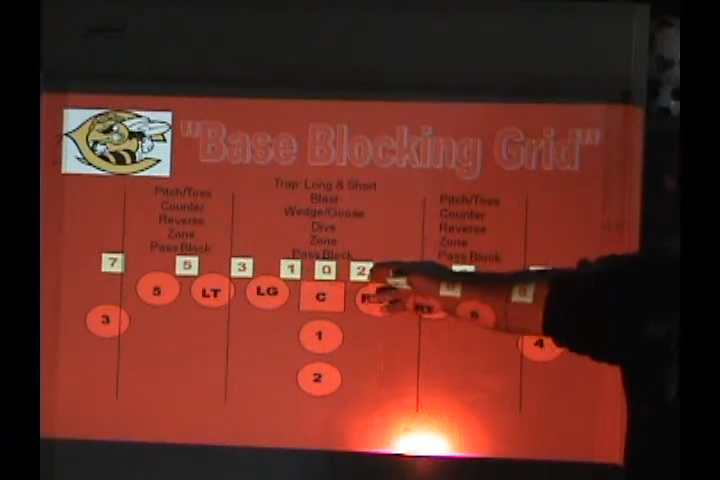 "Base Blocking Grid"
Pitch/Toss
Counter
Reverse
Zone
Pass Block
Trap: Long & Short
Blast
Wedge/Goose
Dive
Zone
Pass Block
Pitch/Toss
Counter
Reverse
Zone
Pass Block
7 5 3 1 0 2
5 LT LG C
3 1 4
2